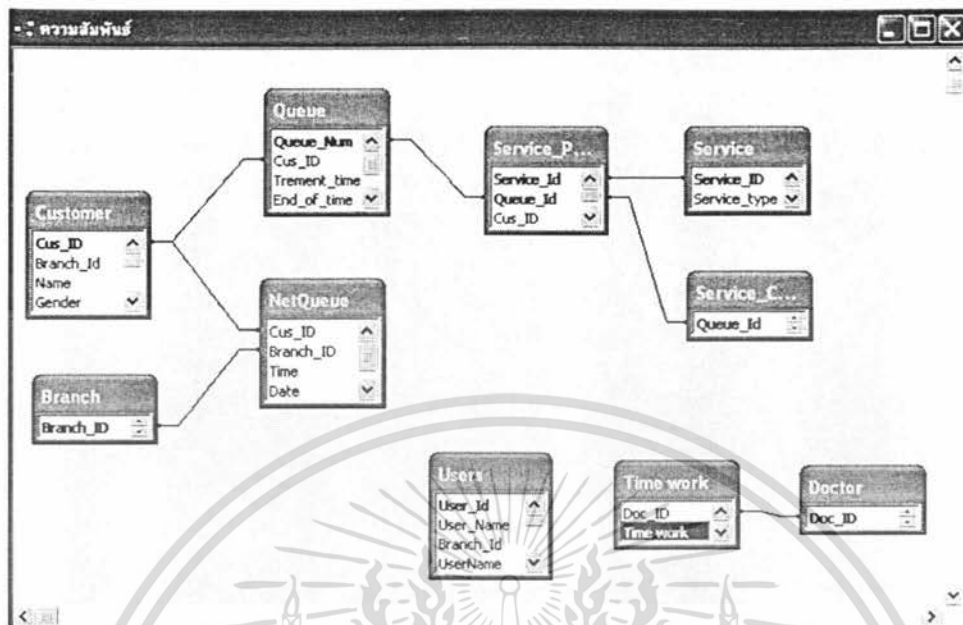 ความสัมพันธ์
Queue
Queue_Num
Cus_ID
Trement_time
End_of_time
Service_P...
Service_Id
Queue_Id
Cus_ID
Service
Service_ID
Service_type
Customer
Cus_ID
Branch_Id
Name
Gender
NetQueue
Cus_ID
Branch_ID
Time
Date
Service_C...
Queue_Id
Branch
Branch_ID
Users
User_Id
User_Name
Branch_Id
UserName
Time work
Doc_ID
Time work
Doctor
Doc_ID